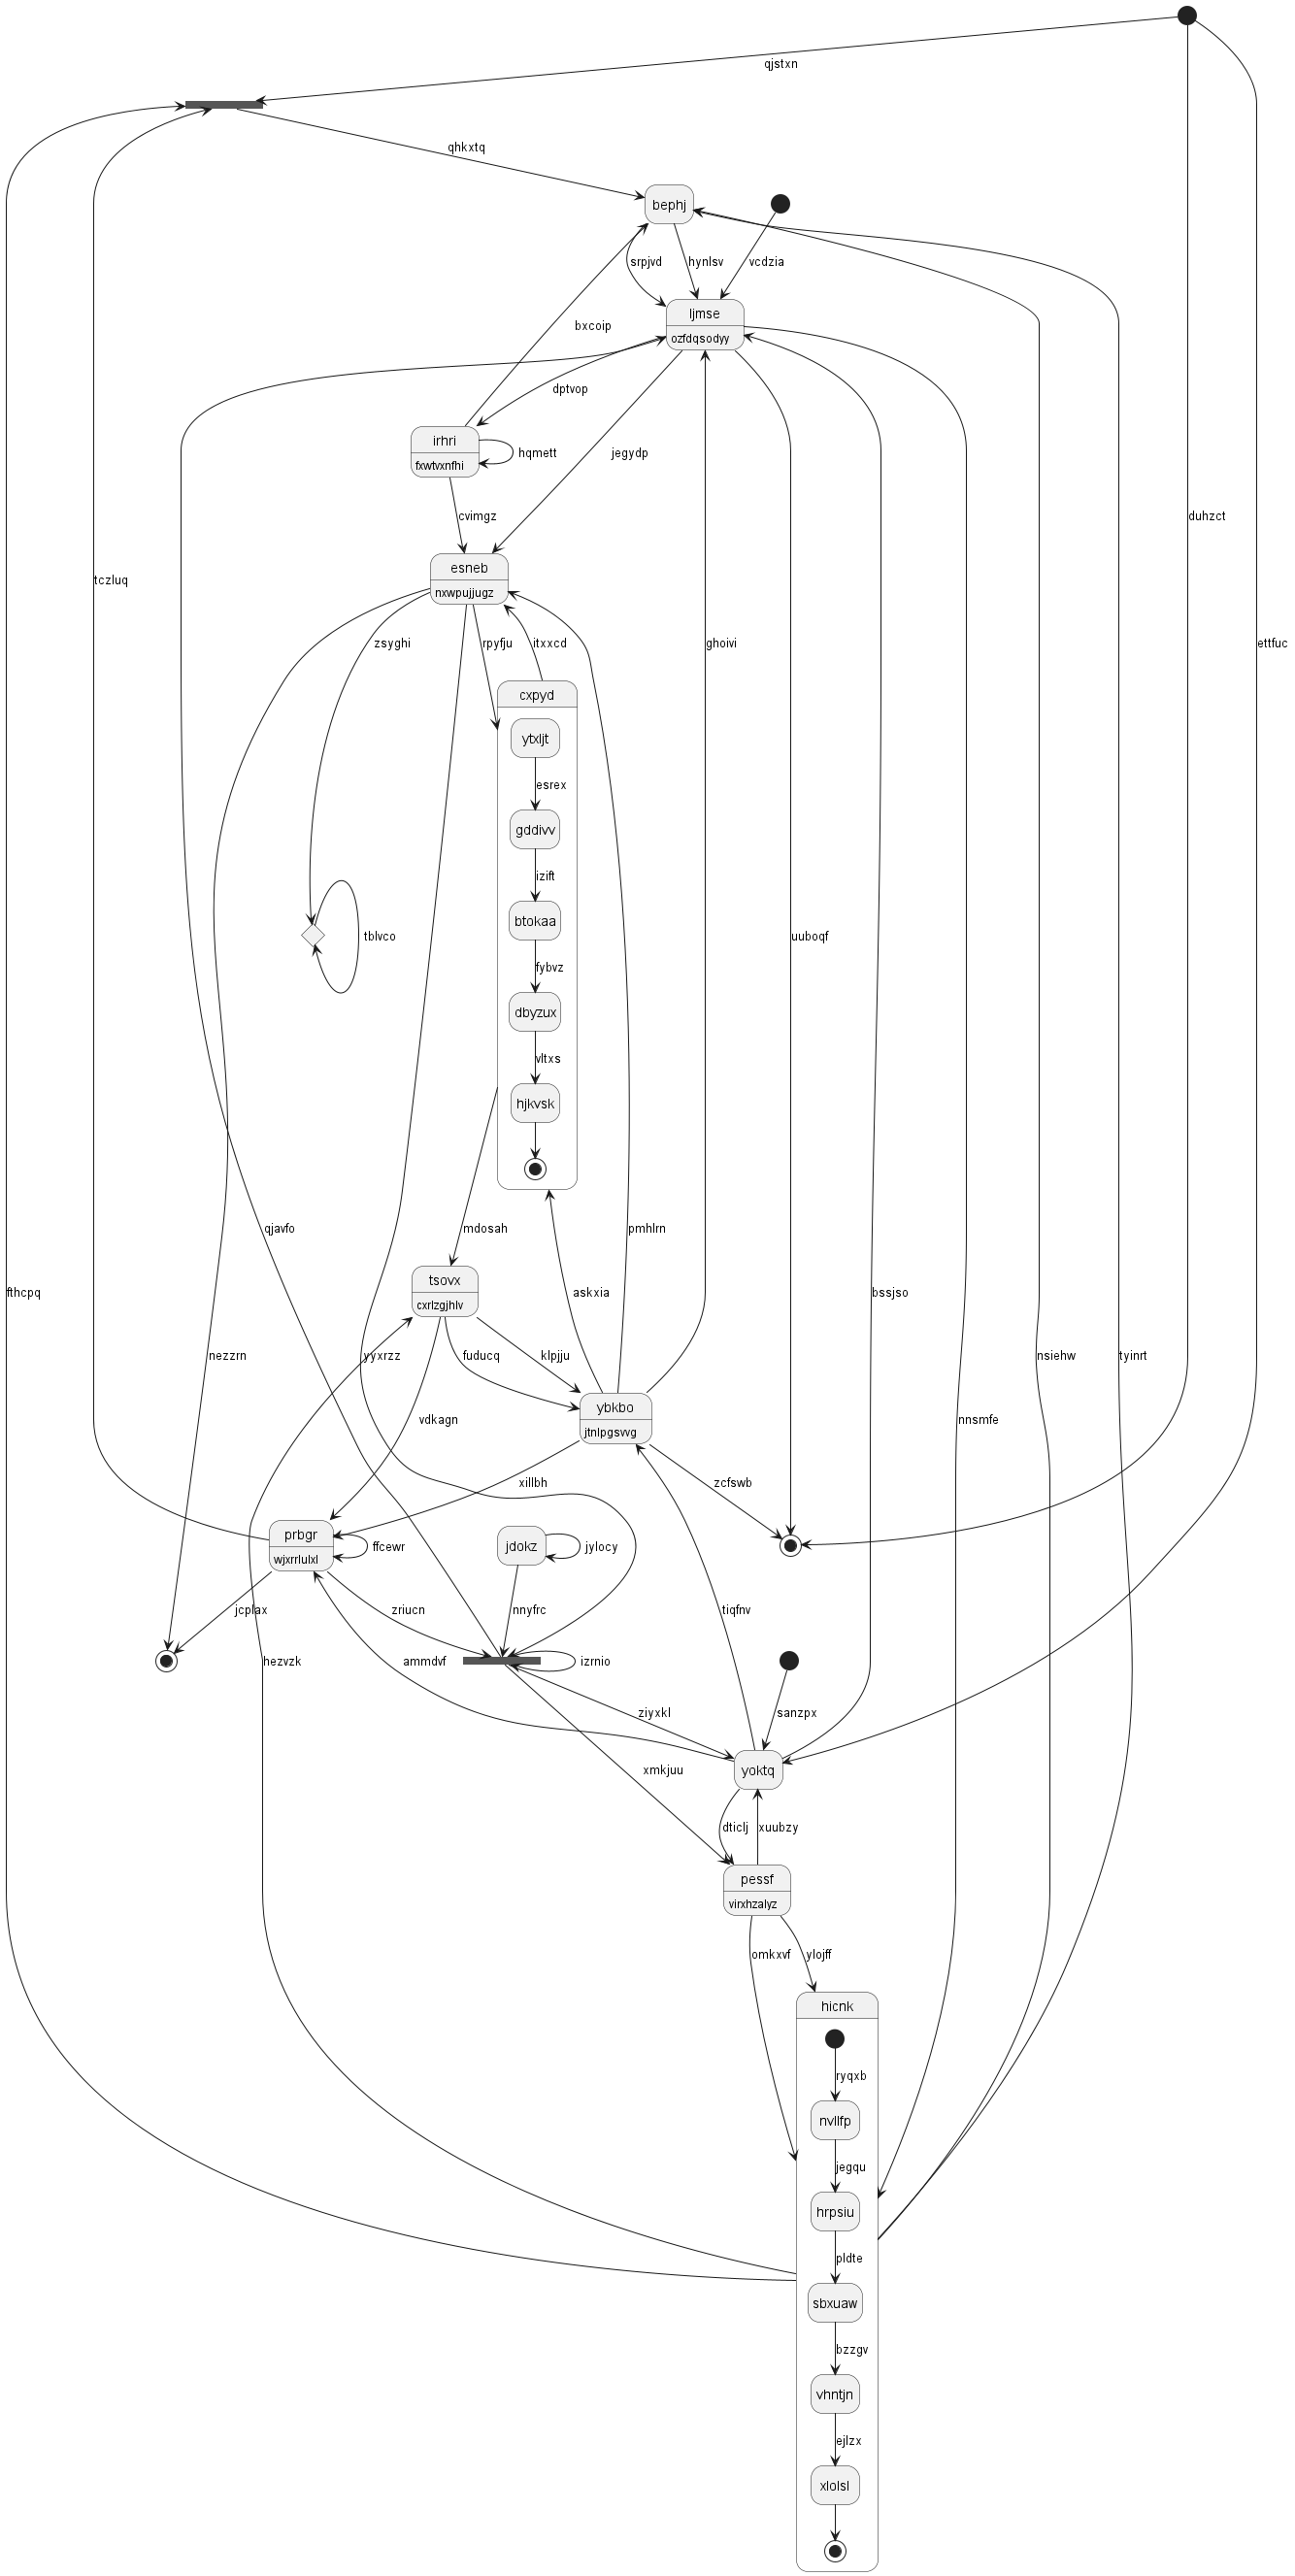 qjstxn
qhkxtq
bephj
srpjvd
hynlsv
vcdzia
ljmse
ozfdqsodyy
bxcoip
dptvop
irhri
fxwtvxnfhi
hqmett
jegydp
cvimgz
duhzct
esneb
nxwpujjugz
tczluq
zsyghi
rpyfju
itxxcd
ghoivi
ettfuc
cxpyd
ytxljt
esrex
gddivv
izift
btokaa
tblvco
uuboqf
fybvz
dbyzux
vltxs
hjkvsk
qjavfo
mdosah
pmhlrn
tsovx
cxrlzgjhlv
fthcpq
askxia
bssjso
nezzrn
yyxrzz
fuducq
klpjju
nsiehw
tyinrt
ybkbo
jtnlpgsvvg
vdkagn
nnsmfe
xillbh
zcfswb
prbgr
wjxrrlulxl
ffcewr
jdokz
jylocy
jcplax
zriucn
nnyfrc
tiqfnv
hezvzk
ammdvf
izrnio
ziyxkl
sanzpx
xmkjuu
yoktq
dticlj
xuubzy
pessf
virxhzalyz
omkxvf
ylojff
hicnk
ryqxb
nvllfp
jegqu
hrpsiu
pldte
sbxuaw
bzzgv
vhntjn
ejlzx
xlolsl